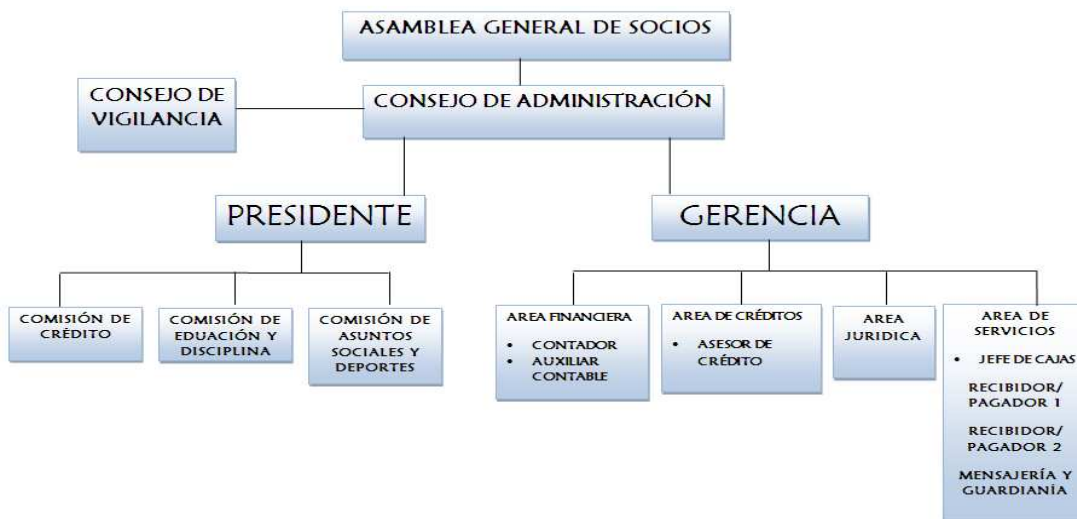 ASAMBLEA GENERAL DE SOCIOS
CONSEJO DE
VIGILANCIA
CONSEJO DE ADMINISTRACIÓN
PRESIDENTE
GERENCIA
COMISIÓN DE
CRÉDITO
COMISIÓN DE
EDUACIÓN Y
DISCIPLINA
COMISIÓN DE
ASUNTOS
SOCIALES Y
DEPORTES
AREA FINANCIERA
• CONTADOR
• AUXILIAR
CONTABLE
AREA DE CRÉDITOS
• ASESOR DE
CRÉDITO
AREA
JURIDICA
AREA DE
SERVICIOS
• JEFE DE CAJAS
RECIBIDOR/
PAGADOR 1
RECIBIDOR/
PAGADOR 2
MENSAJERÍA Y
GUARDIANÍA